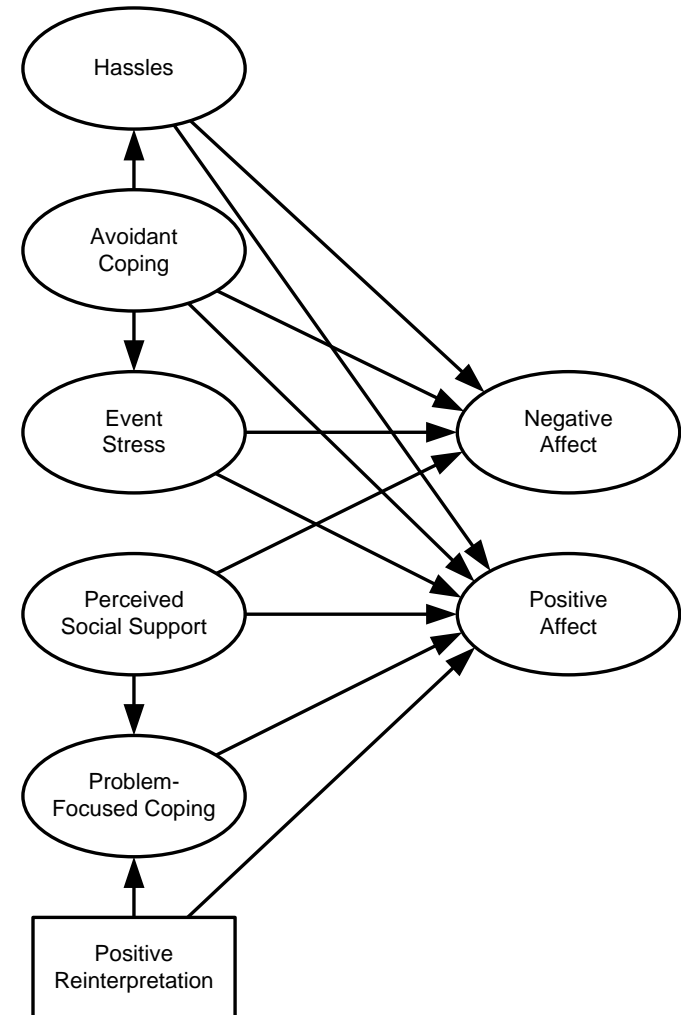 Hassles
Avoidant
Coping
Event
Stress
Negative
Affect
Perceived
Social Support
Positive
Affect
Problem-
Focused Coping
Positive
Reinterpretation